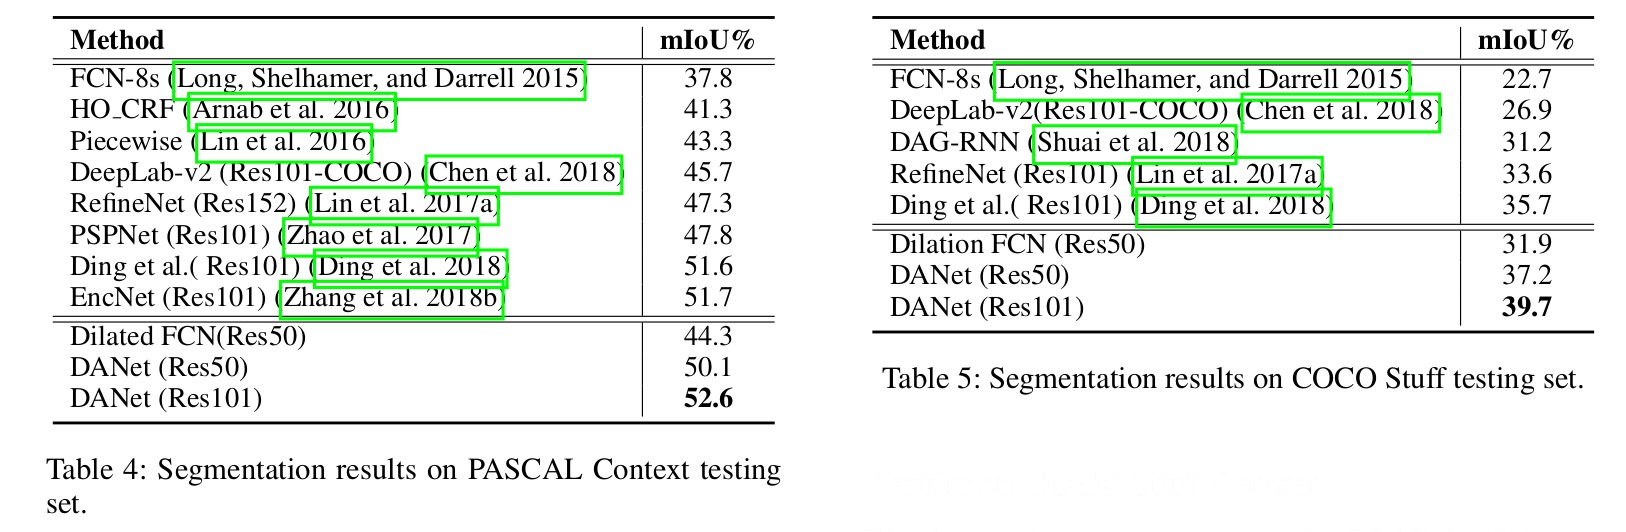 Method mIoU%
FCN-8s (Long, Shelhamer, and Darrell 2015) 37.8
HO_CRF (Arnab et al. 2016) 41.3
Piecewise (Lin et al. 2016) 43.3
DeepLab-v2 (Res101-COCO) (Chen et al. 2018) 45.7
RefineNet (Res152) (Lin et al. 2017a) 47.3
PSPNet (Res101) (Zhao et al. 2017) 47.8
Ding et al.( Res101) (Ding et al. 2018) 51.6
EncNet (Res101) (Zhang et al. 2018b) 51.7
Dilated FCN(Res50) 44.3
DANet (Res50) 50.1
DANet (Res101) 52.6
Table 4: Segmentation results on PASCAL Context testing
set.
Method mIoU%
FCN-8s (Long, Shelhamer, and Darrell 2015) 22.7
DeepLab-v2(Res101-COCO) (Chen et al. 2018) 26.9
DAG-RNN (Shuai et al. 2018) 31.2
RefineNet (Res101) (Lin et al. 2017a) 33.6
Ding et al.( Res101) (Ding et al. 2018) 35.7
Dilation FCN (Res50) 31.9
DANet (Res50) 37.2
DANet (Res101) 39.7
Table 5: Segmentation results on COCO Stuff testing set.